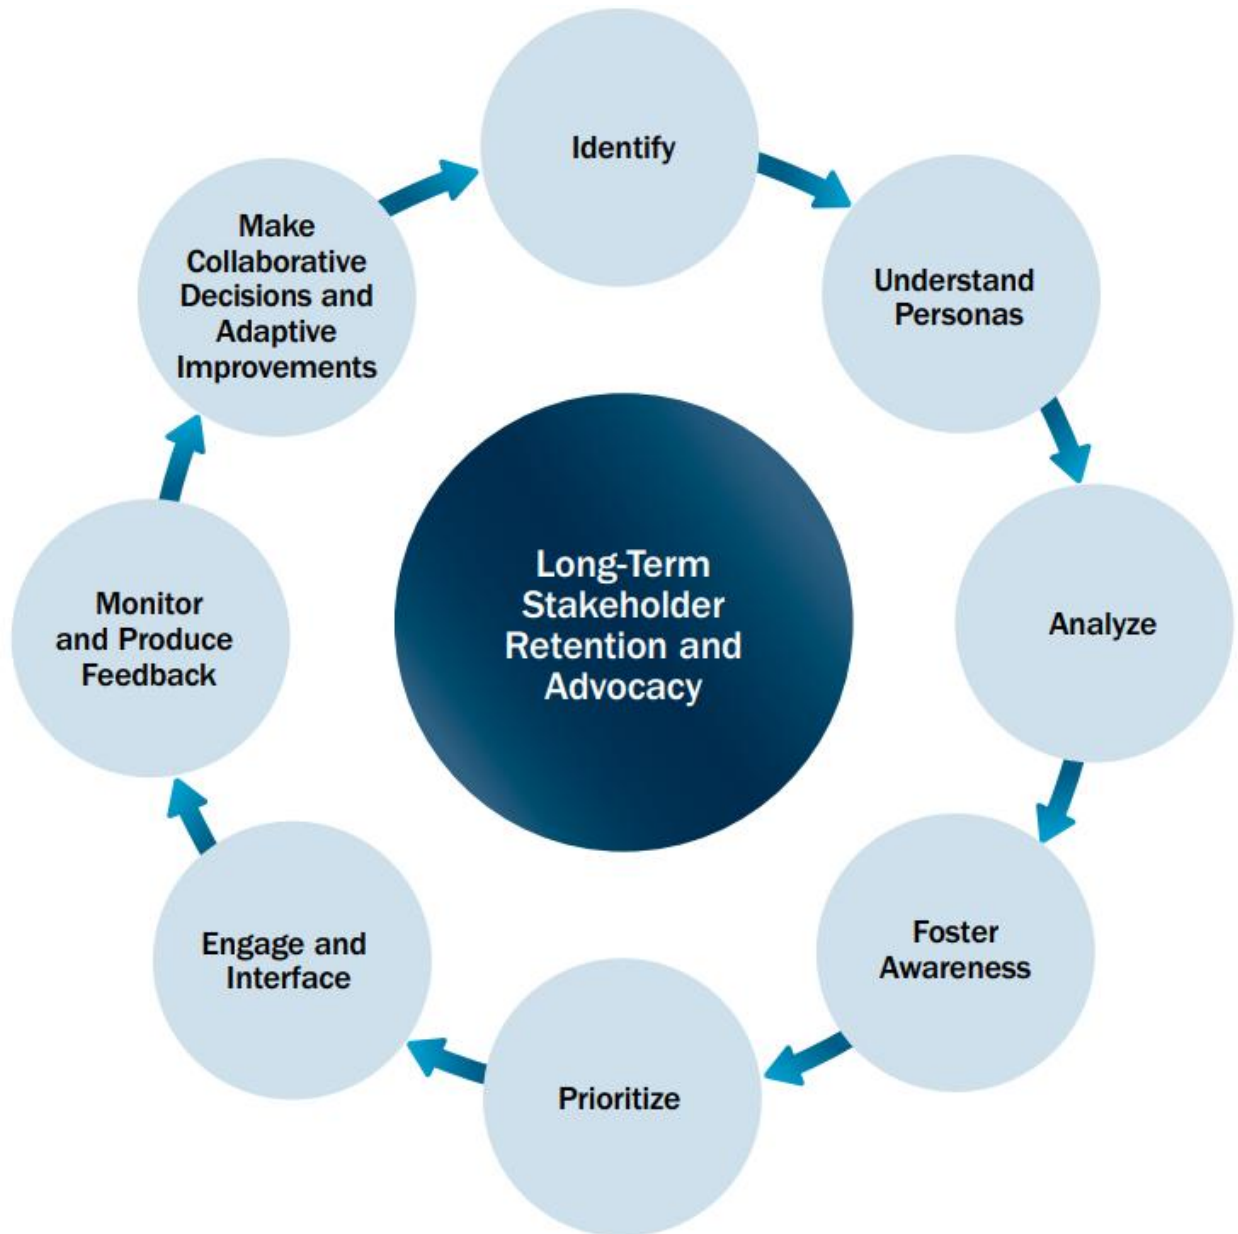 Identify
Understand
Personas
Analyze
Foster
Awareness
Prioritize
Engage and
Interface
Monitor
and Produce
Feedback
Make
Collaborative
Decisions and
Adaptive
Improvements
Long-Term
Stakeholder
Retention and
Advocacy